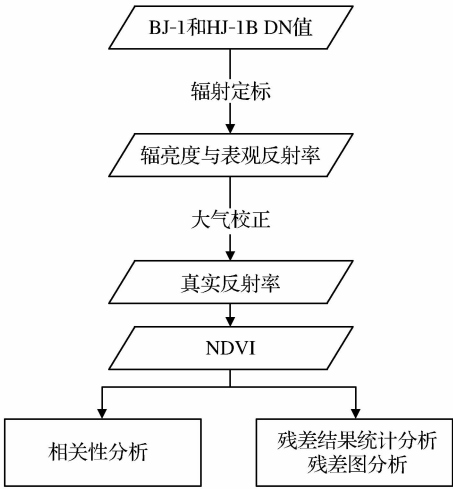 BJ-1和HJ-1B DN值
辐射定标
辐亮度与表观反射率
大气校正
真实反射率
NDVI
相关性分析
残差结果统计分析
残差图分析